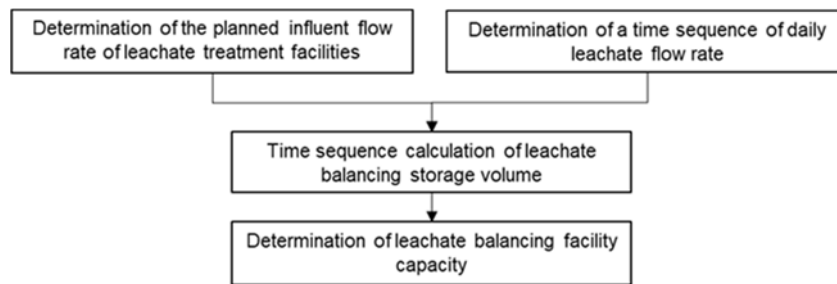 Determination of the planned influent flow
rate of leachate treatment facilities
Determination of a time sequence of daily
leachate flow rate
Time sequence calculation of leachate
balancing storage volume
Determination of leachate balancing facility
capacity